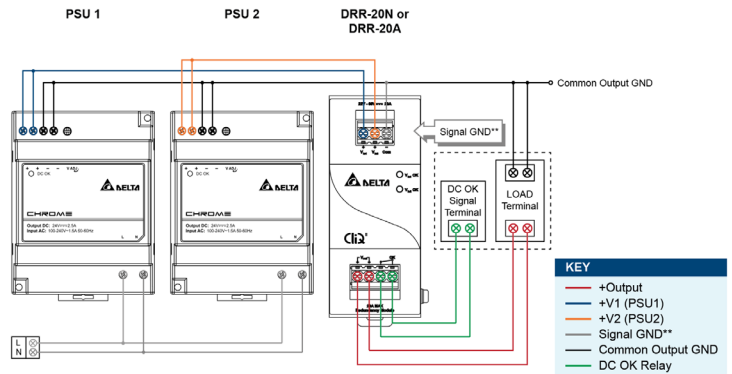 PSU 1
PSU 2
DRR-20N or
DRR-20A
Common Output GND
Signal GND**
+ + - - V ADJ.
DC OK
DELTA
CHROME
Output DC: 24V 2.5A
Input AC: 100-240V~1.5A 50-60Hz
L N
+ + - - V ADJ.
DC OK
DELTA
CHROME
Output DC: 24V 2.5A
Input AC: 100-240V~1.5A 50-60Hz
L N
DELTA
CliQ
DC OK
Signal
Terminal
LOAD
Terminal
L
N
KEY
+Output
+V1 (PSU1)
+V2 (PSU2)
Signal GND**
Common Output GND
DC OK Relay